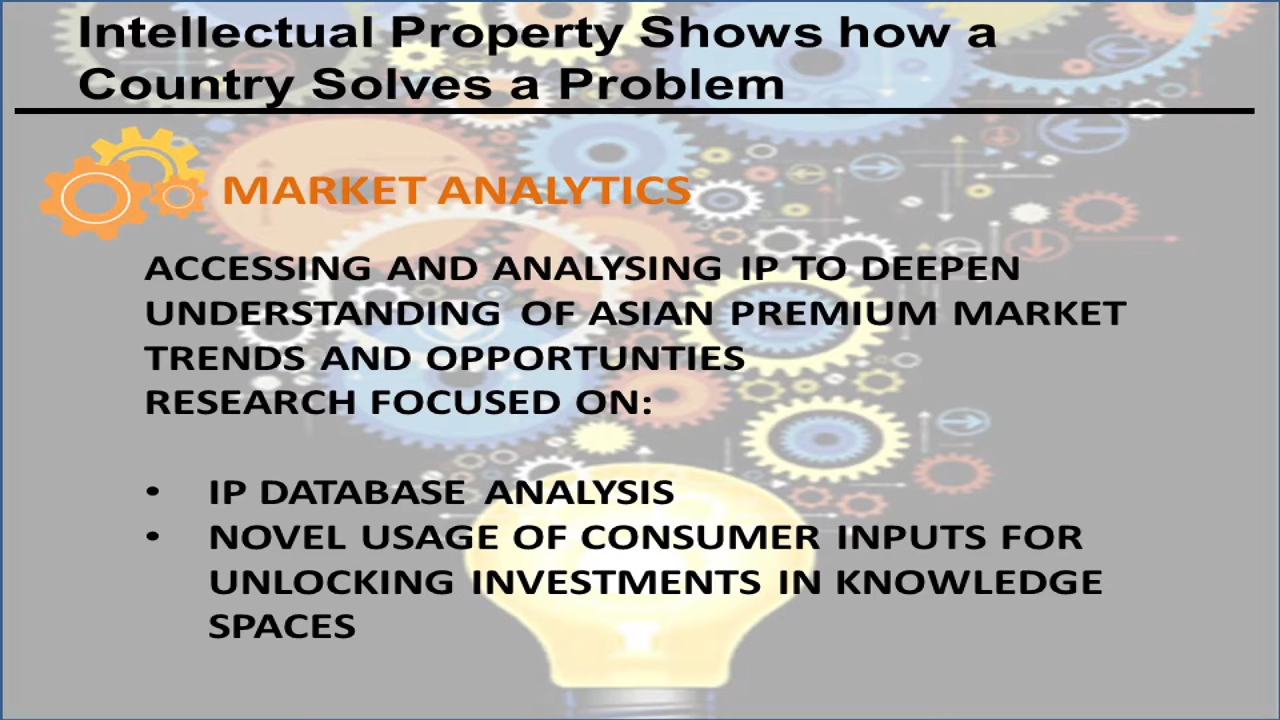 Intellectual Property Shows how a
Country Solves a Problem
MARKET ANALYTICS
ACCESSING AND ANALYSING IP TO DEEPEN
UNDERSTANDING OF ASIAN PREMIUM MARKET
TRENDS AND OPPORTUNTIES
RESEARCH FOCUSED ON:
• IP DATABASE ANALYSIS
• NOVEL USAGE OF CONSUMER INPUTS FOR
UNLOCKING INVESTMENTS IN KNOWLEDGE
SPACES